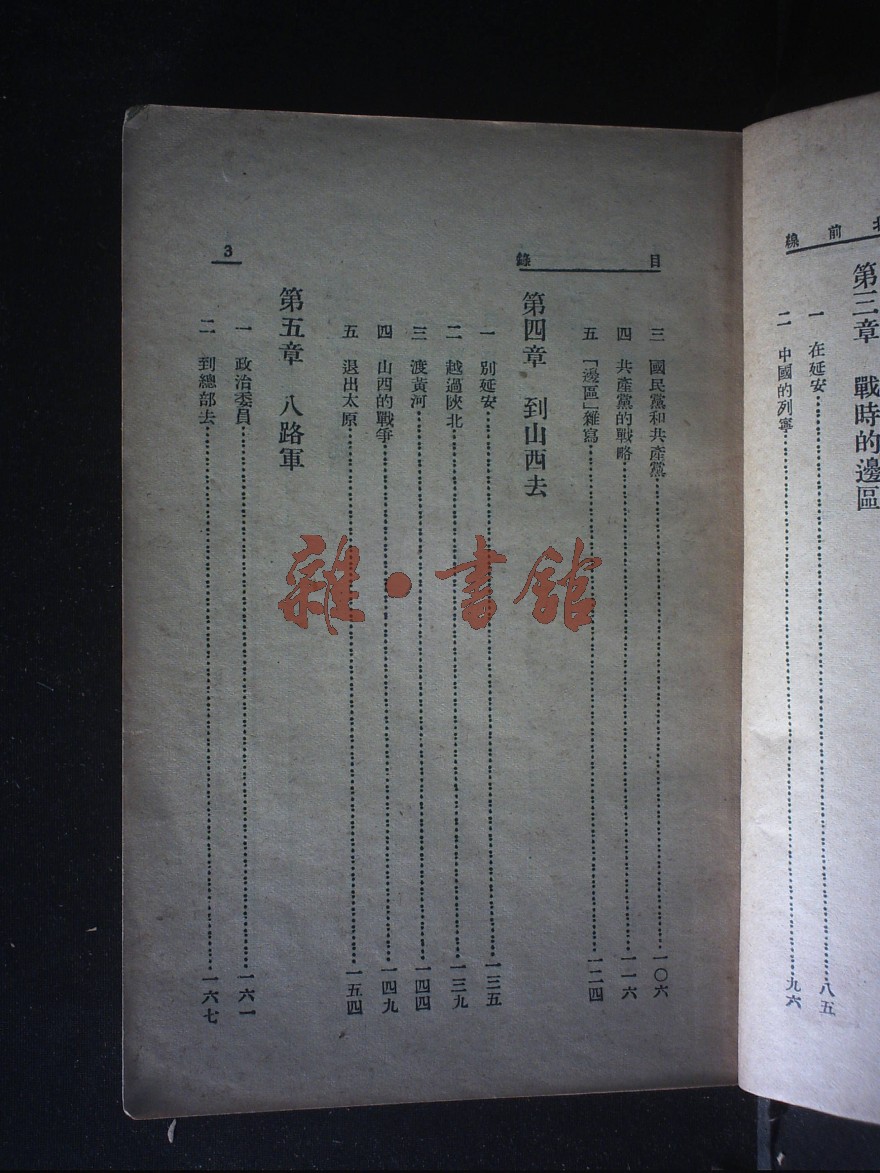 前線
第三章 戰時的邊區
一 在延安……八五
二 中國的列寧……九六
目錄
三 國民黨和共產黨……一〇六
四 共產黨的戰略……一一六
五 「邊區」雜寫……一二四
第四章 到山西去
一 別延安……一三五
二 越過陝北……一三九
三 渡黃河……一四四
四 山西的戰爭……一四九
五 退出太原……一五四
第五章 八路軍
一 政治委員……一六一
二 到總部去……一六七
3
雜·書館